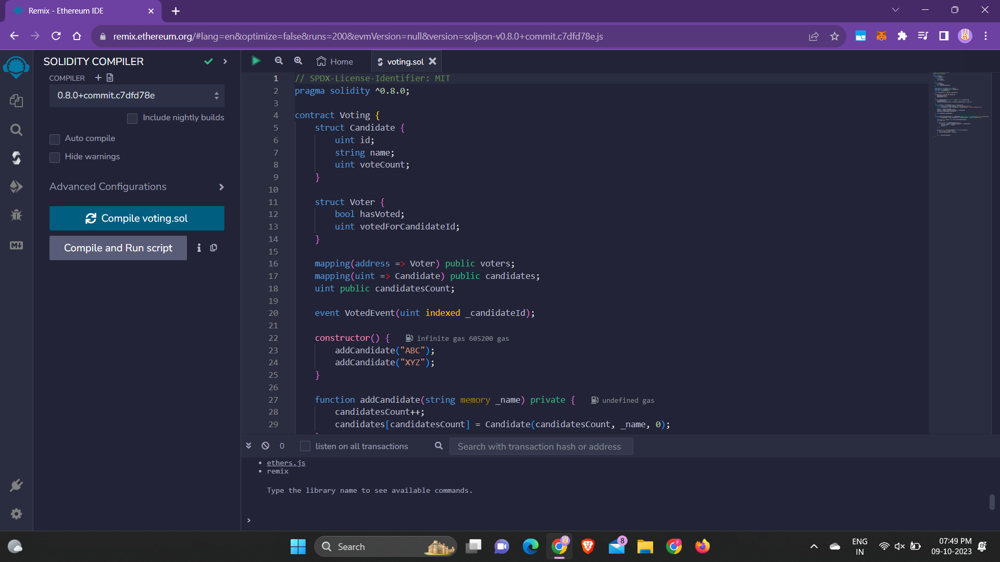 Remix - Ethereum IDE
remix.ethereum.org/#lang=en&optimize=false&runs=200&evmVersion=null&version=soljson-v0.8.0+commit.c7dfd78e.js
SOLIDITY COMPILER
COMPILER
0.8.0+commit.c7dfd78e
Include nightly builds
Auto compile
Hide warnings
Advanced Configurations
Compile voting.sol
Compile and Run script
Home
voting.sol
1 // SPDX-License-Identifier: MIT
2 pragma solidity ^0.8.0;
3
4 contract Voting {
5 struct Candidate {
6 uint id;
7 string name;
8 uint voteCount;
9 }
10
11 struct Voter {
12 bool hasVoted;
13 uint votedForCandidateId;
14 }
15
16 mapping(address => Voter) public voters;
17 mapping(uint => Candidate) public candidates;
18 uint public candidatesCount;
19
20 event VotedEvent(uint indexed _candidateId);
21
22 constructor() { infinite gas 605200 gas
23 addCandidate("ABC");
24 addCandidate("XYZ");
25 }
26
27 function addCandidate(string memory _name) private { undefined gas
28 candidatesCount++;
29 candidates[candidatesCount] = Candidate(candidatesCount, _name, 0);
0
listen on all transactions
Search with transaction hash or address
• ethers.js
• remix
Type the library name to see available commands.
>
Search
8
F
ENG
IN
07:49 PM
09-10-2023